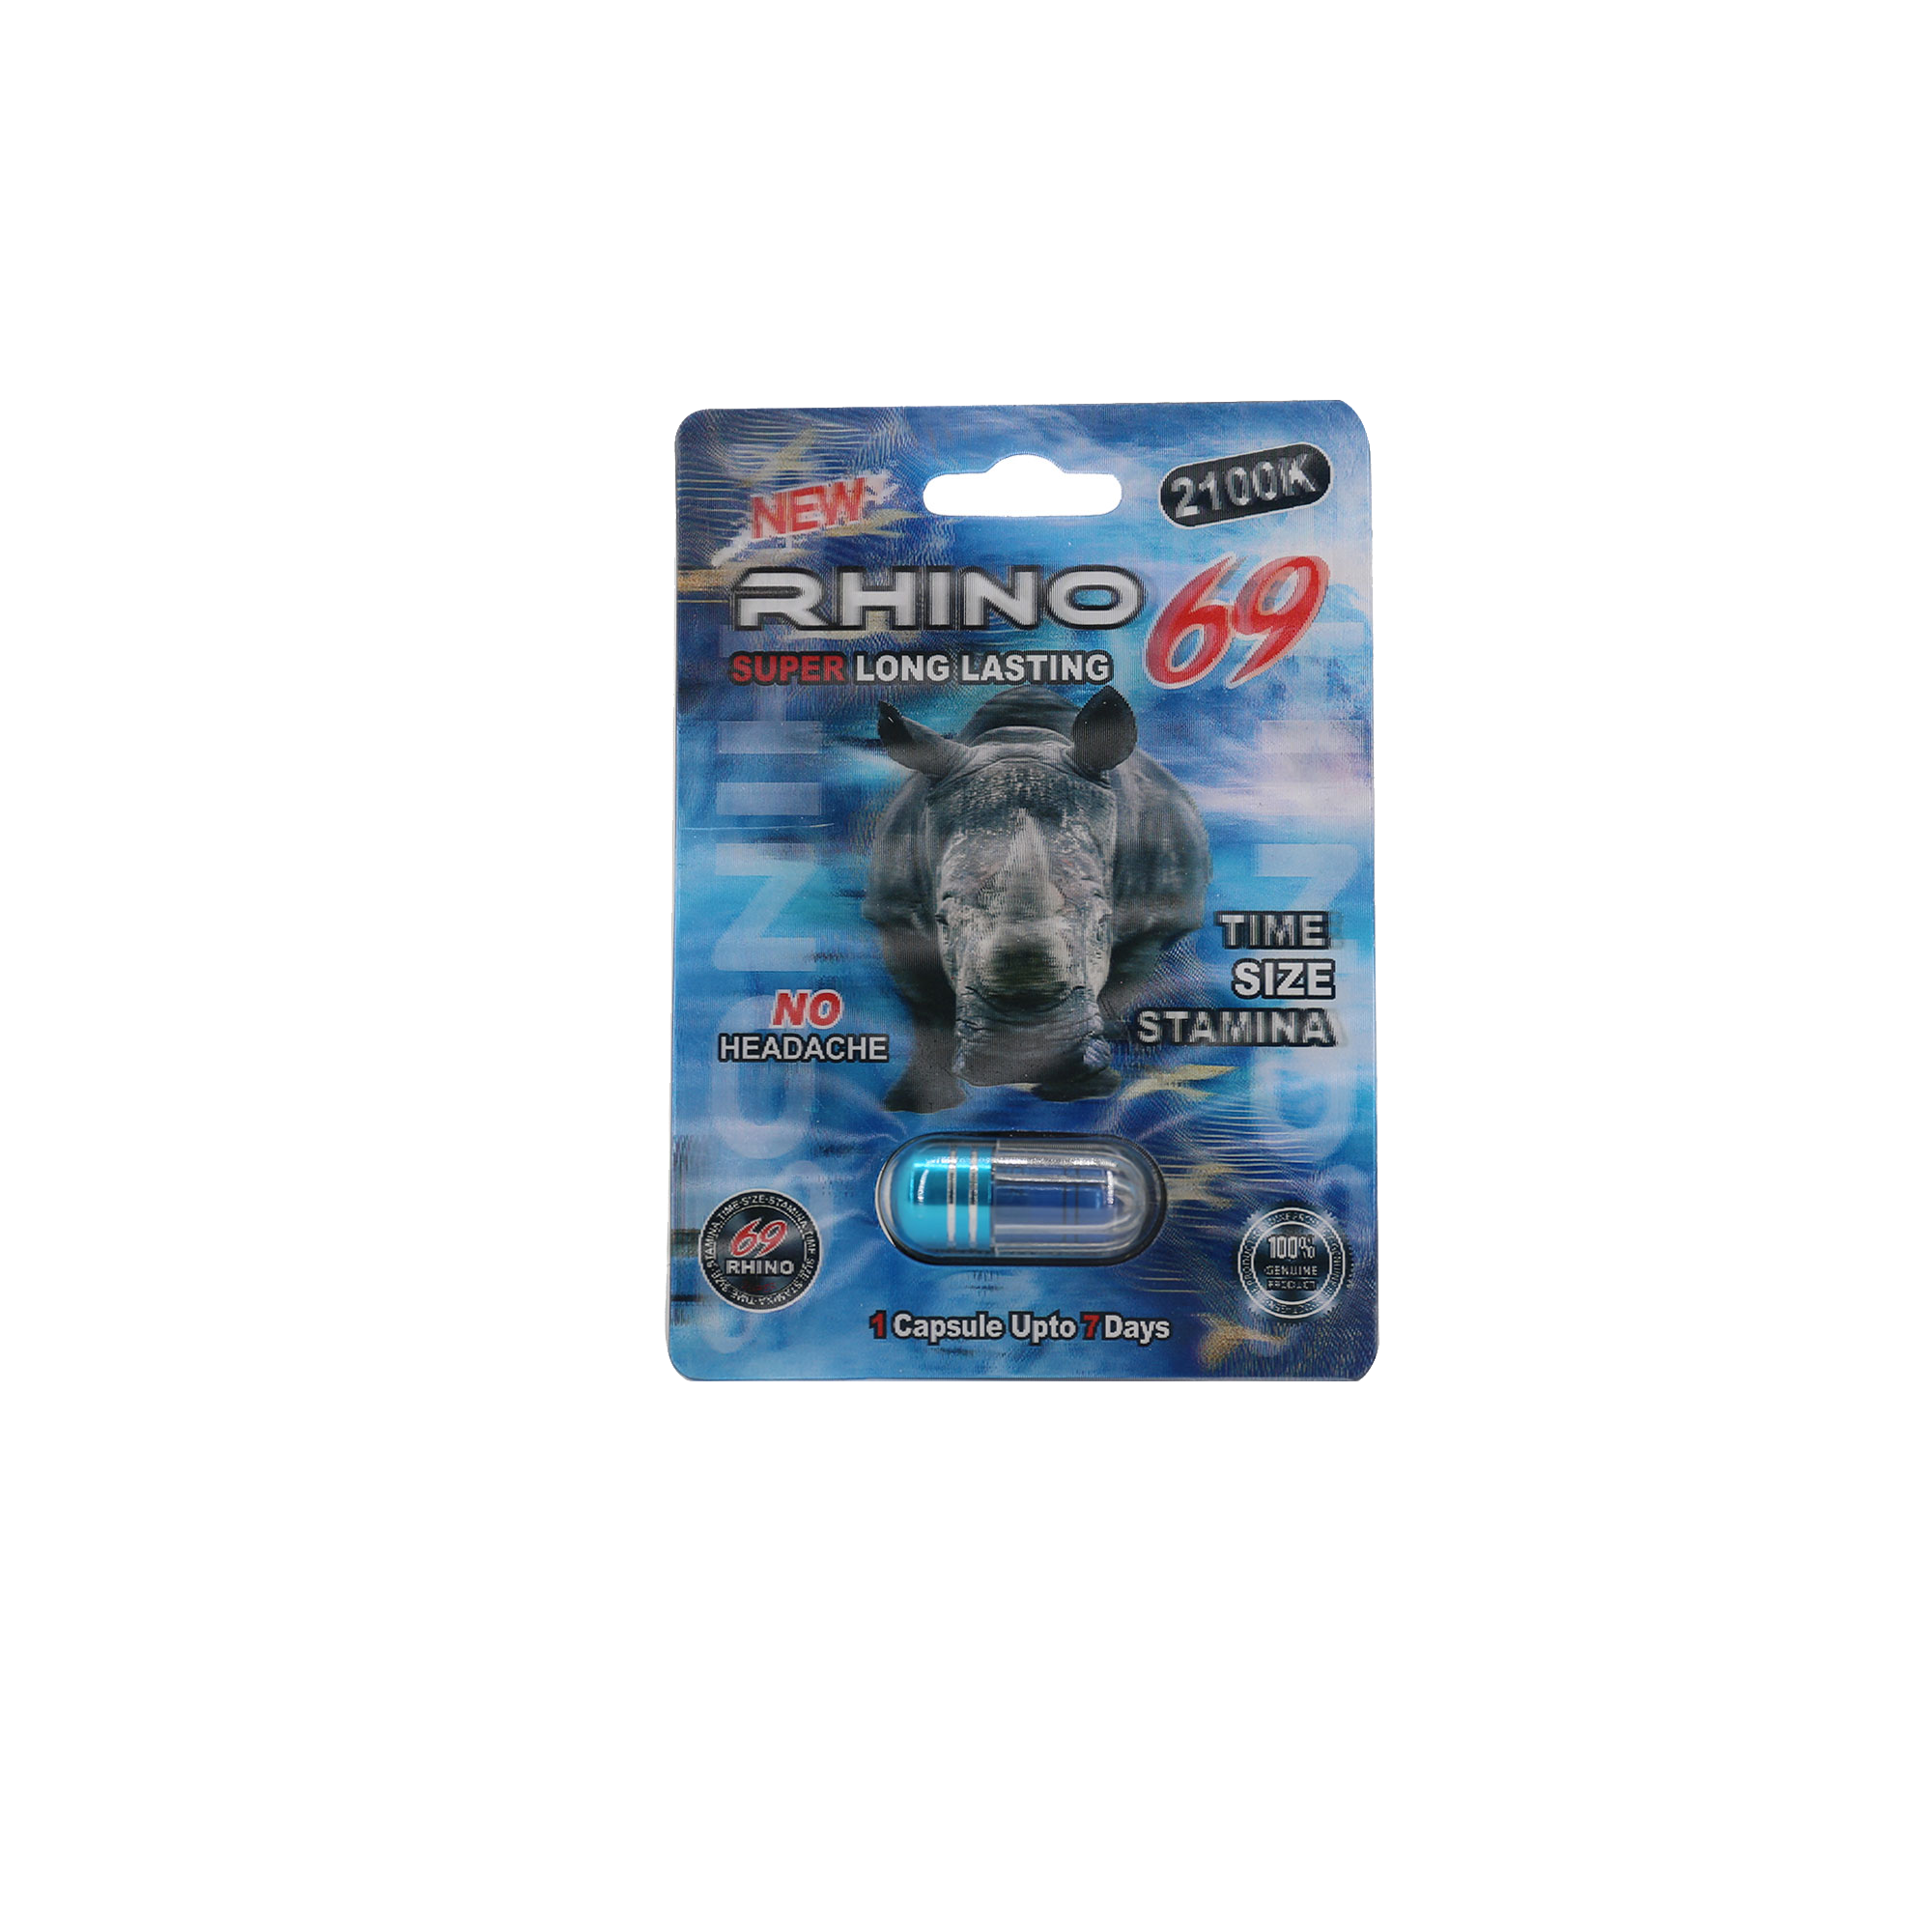 NEW
2100K
RHINO 69
SUPER LONG LASTING
TIME
SIZE
STAMINA
NO
HEADACHE
69
RHINO
100%
GENUINE
PRODUCT
1 Capsule Upto 7 Days